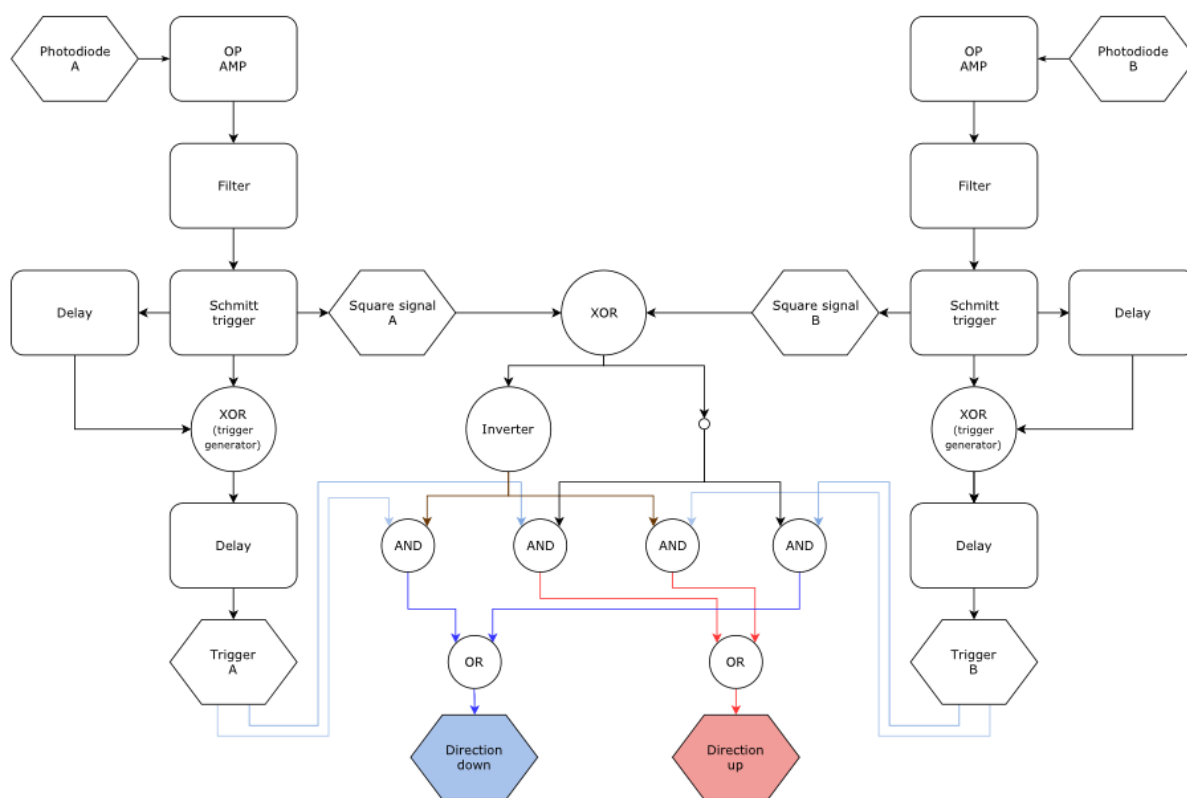 Photodiode
A
OP
AMP
OP
AMP
Photodiode
B
Filter
Filter
Delay
Schmitt
trigger
Square signal
A
XOR
Square signal
B
Schmitt
trigger
Delay
XOR
(trigger
generator)
Inverter
XOR
(trigger
generator)
Delay
AND
AND
AND
AND
Delay
Trigger
A
OR
OR
Trigger
B
Direction
down
Direction
up